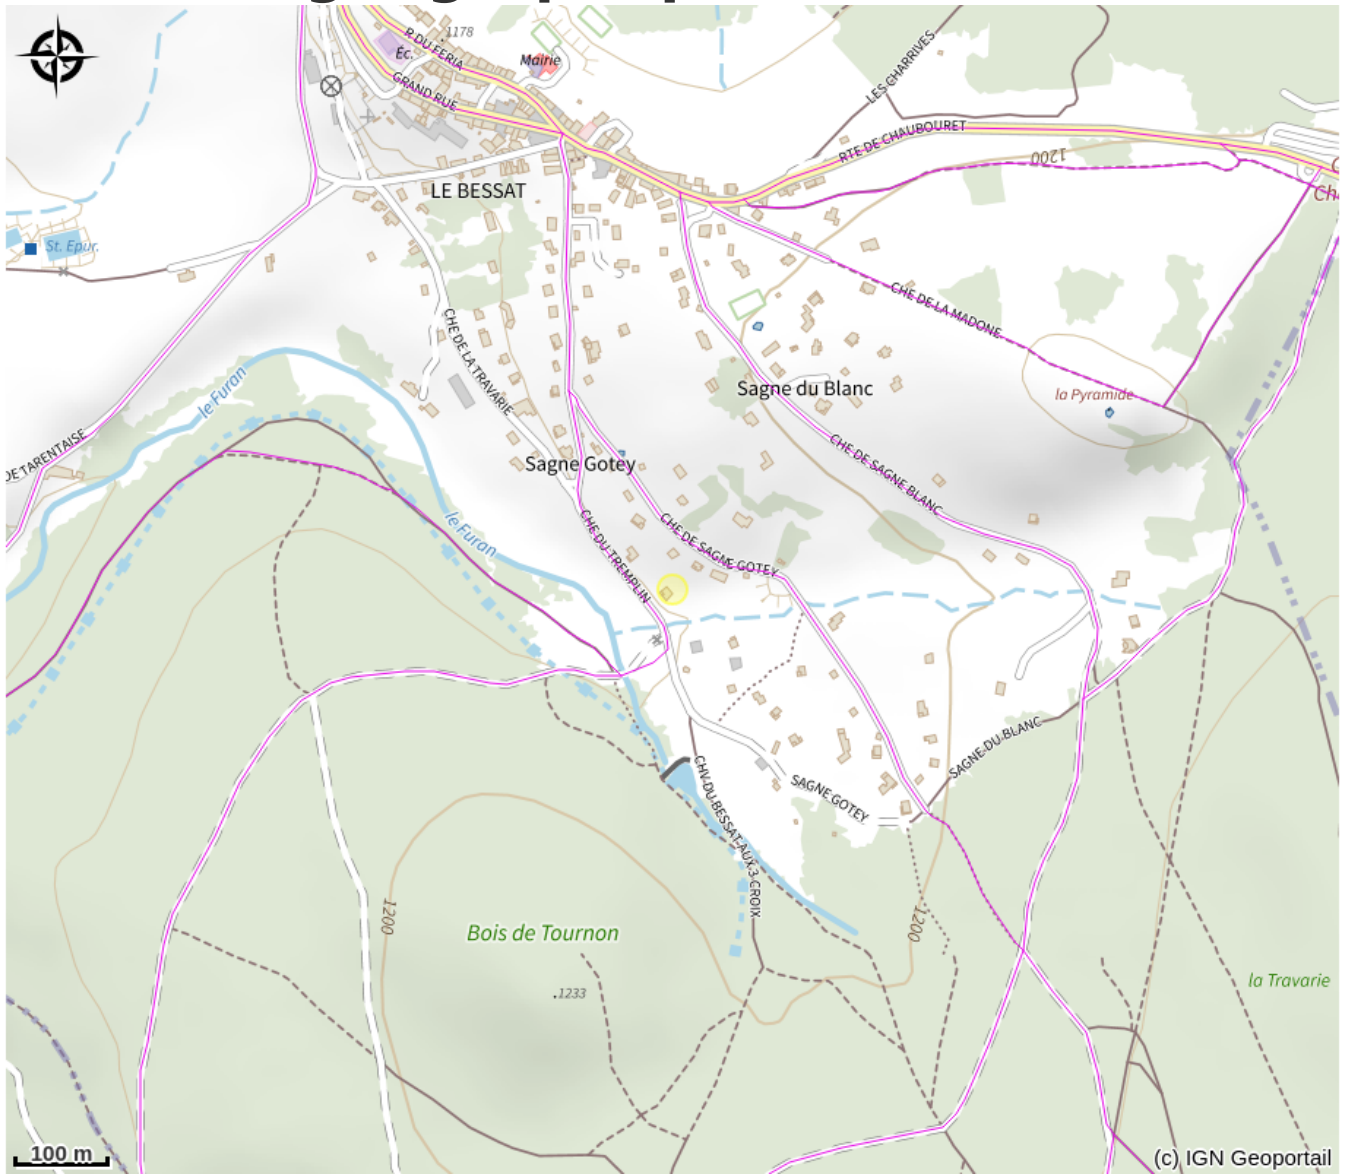 1178
R DU FERIA
Éc.
Mairie
GRAND RUE
LES CHARRIVES
RTE DE CHAUBOURET
1200
LE BESSAT
St. Epur.
CHE DE LA MADONE
CHE DE LA TRAVARIE
le Furan
Sagne du Blanc
la Pyramide
DE TARENTAISE
CHE DE SAGNE BLANC
Sagne Gotey
le Furan
CHE DU TREMPLIN
CHE DE SAGNE GOTEY
SAGNE-DU-BLANC
CHV-DU-BESSAT-AUX-3-CROIX
SAGNE GOTEY
1200
1200
Bois de Tournon
1233
la Travarie
100 m
(c) IGN Geoportail